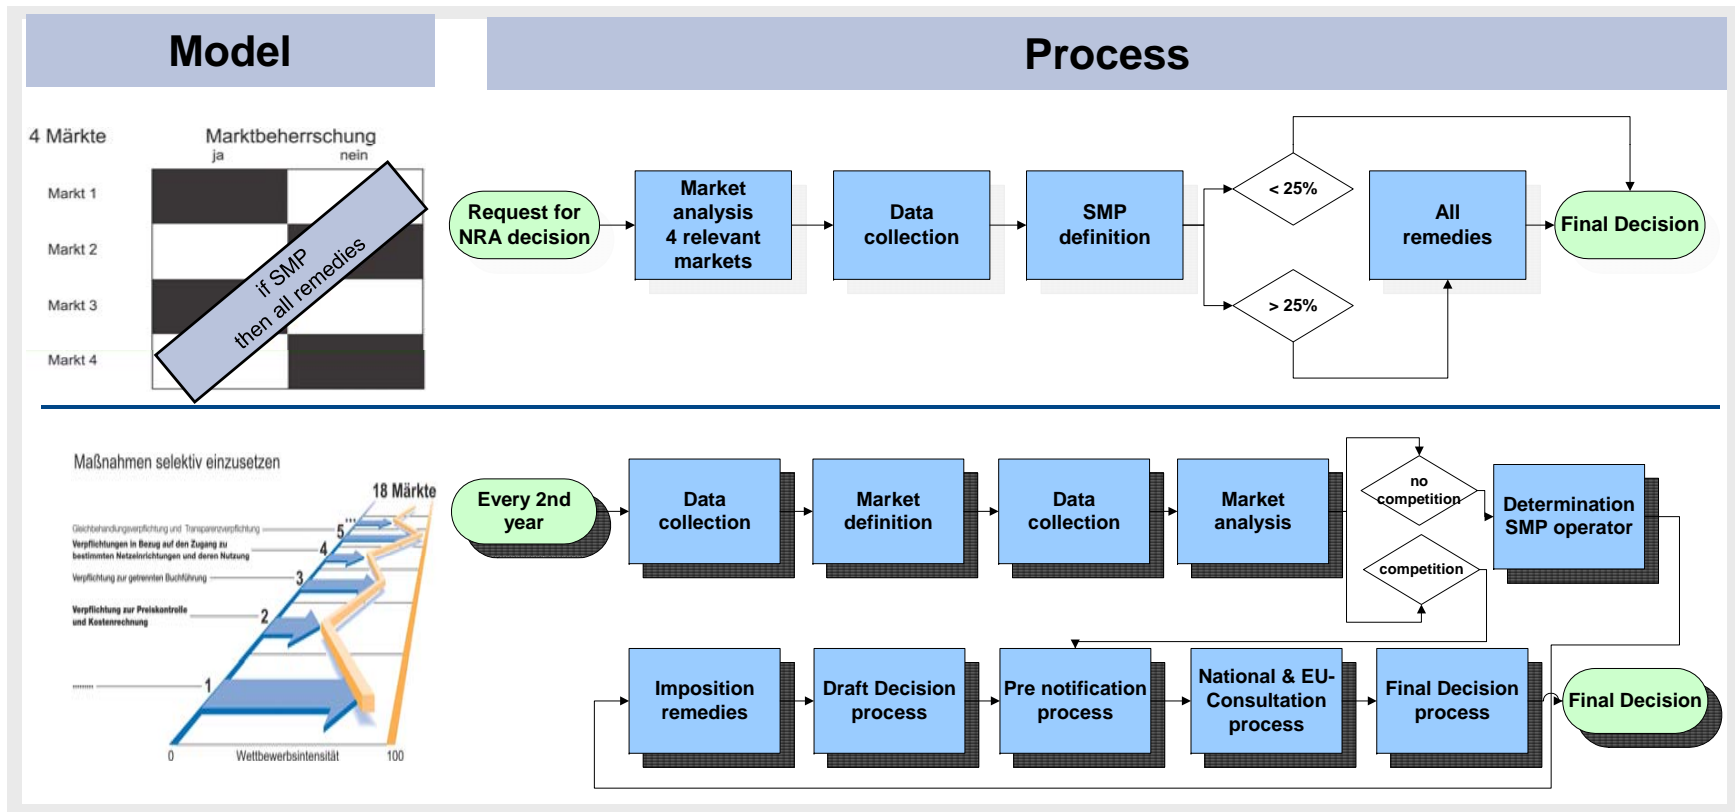 Model
Process
4 Märkte
Marktbeherrschung
ja
nein
Markt 1
Markt 2
Markt 3
Markt 4
if SMP
then all remedies
Request for
NRA decision
Market
analysis
4 relevant
markets
Data
collection
SMP
definition
< 25%
> 25%
All
remedies
Final Decision
Maßnahmen selektiv einzusetzen
18 Märkte
Gleichbehandlungsverpflichtung und Transparenzverpflichtung
5
...
Verpflichtungen in Bezug auf den Zugang zu
bestimmten Netzeinrichtungen und deren Nutzung
4
Verpflichtung zur getrennten Buchführung
3
Verpflichtung zur Preiskontrolle
und Kostenrechnung
2
.........
1
0
Wettbewerbsintensität
100
Every 2nd
year
Data
collection
Market
definition
Data
collection
Market
analysis
no
competition
competition
Determination
SMP operator
Imposition
remedies
Draft Decision
process
Pre notification
process
National & EU-
Consultation
process
Final Decision
process
Final Decision